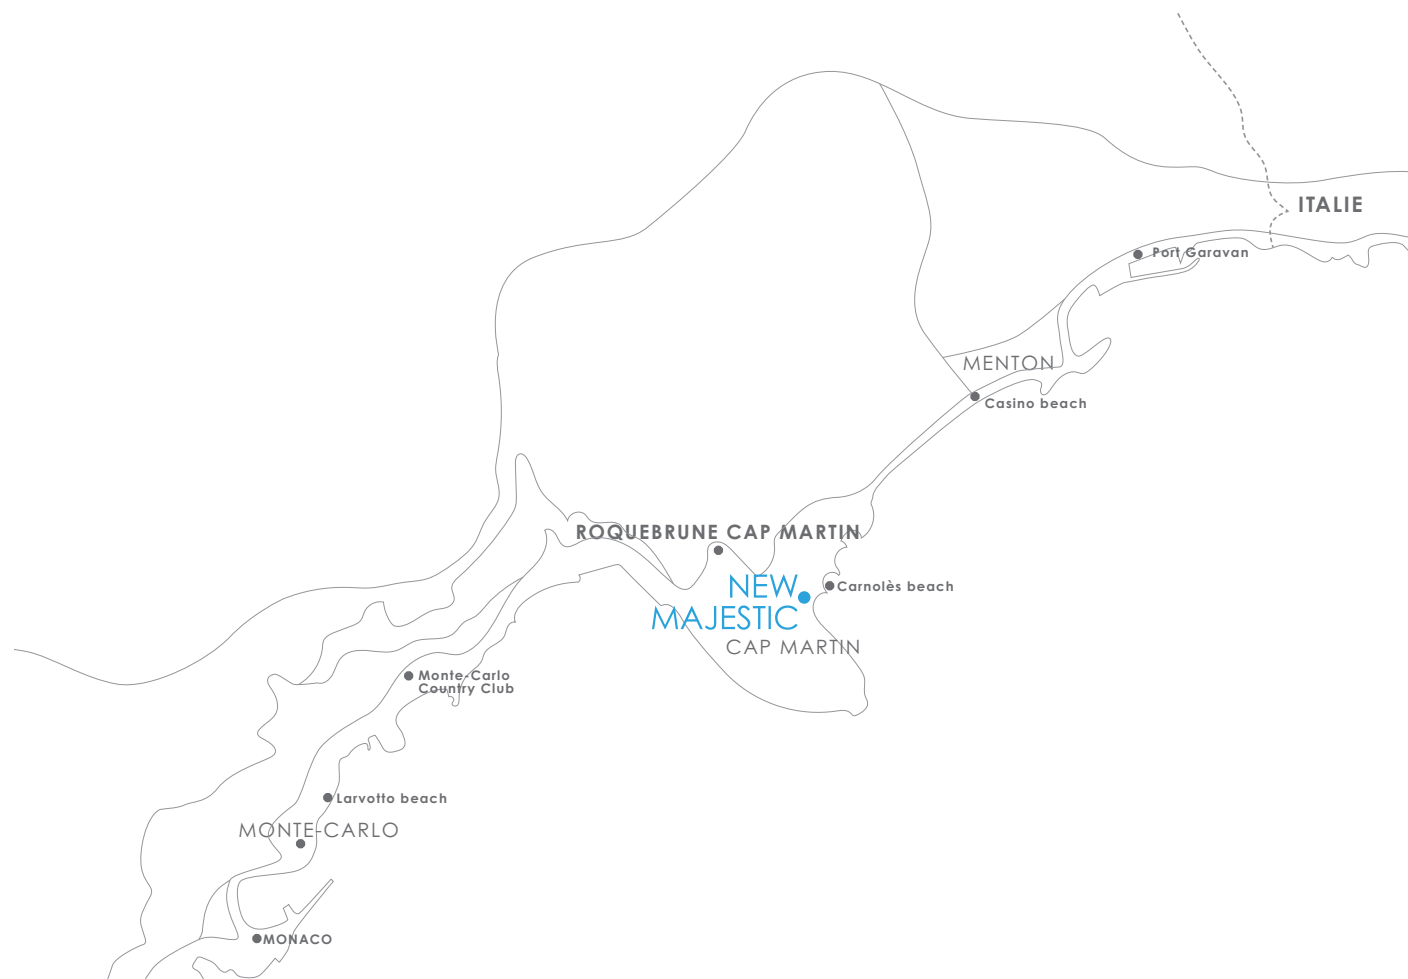 ITALIE
Port Garavan
MENTON
Casino beach
ROQUEBRUNE CAP MARTIN
NEW
MAJESTIC
Carnolès beach
CAP MARTIN
Monte-Carlo
Country Club
Larvotto beach
MONTE-CARLO
MONACO